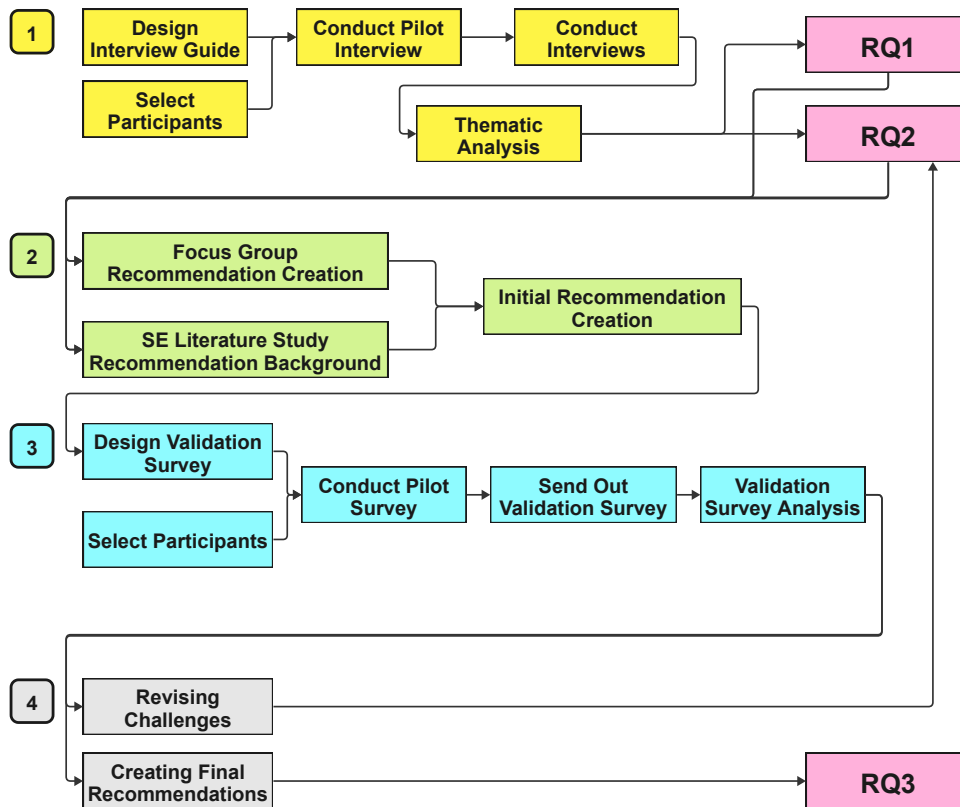 1
Design
Interview Guide
Conduct Pilot
Interview
Conduct
Interviews
RQ1
Select
Participants
Thematic
Analysis
RQ2
2
Focus Group
Recommendation Creation
Initial Recommendation
Creation
SE Literature Study
Recommendation Background
3
Design Validation
Survey
Conduct Pilot
Survey
Send Out
Validation Survey
Validation
Survey Analysis
Select Participants
4
Revising
Challenges
Creating Final
Recommendations
RQ3